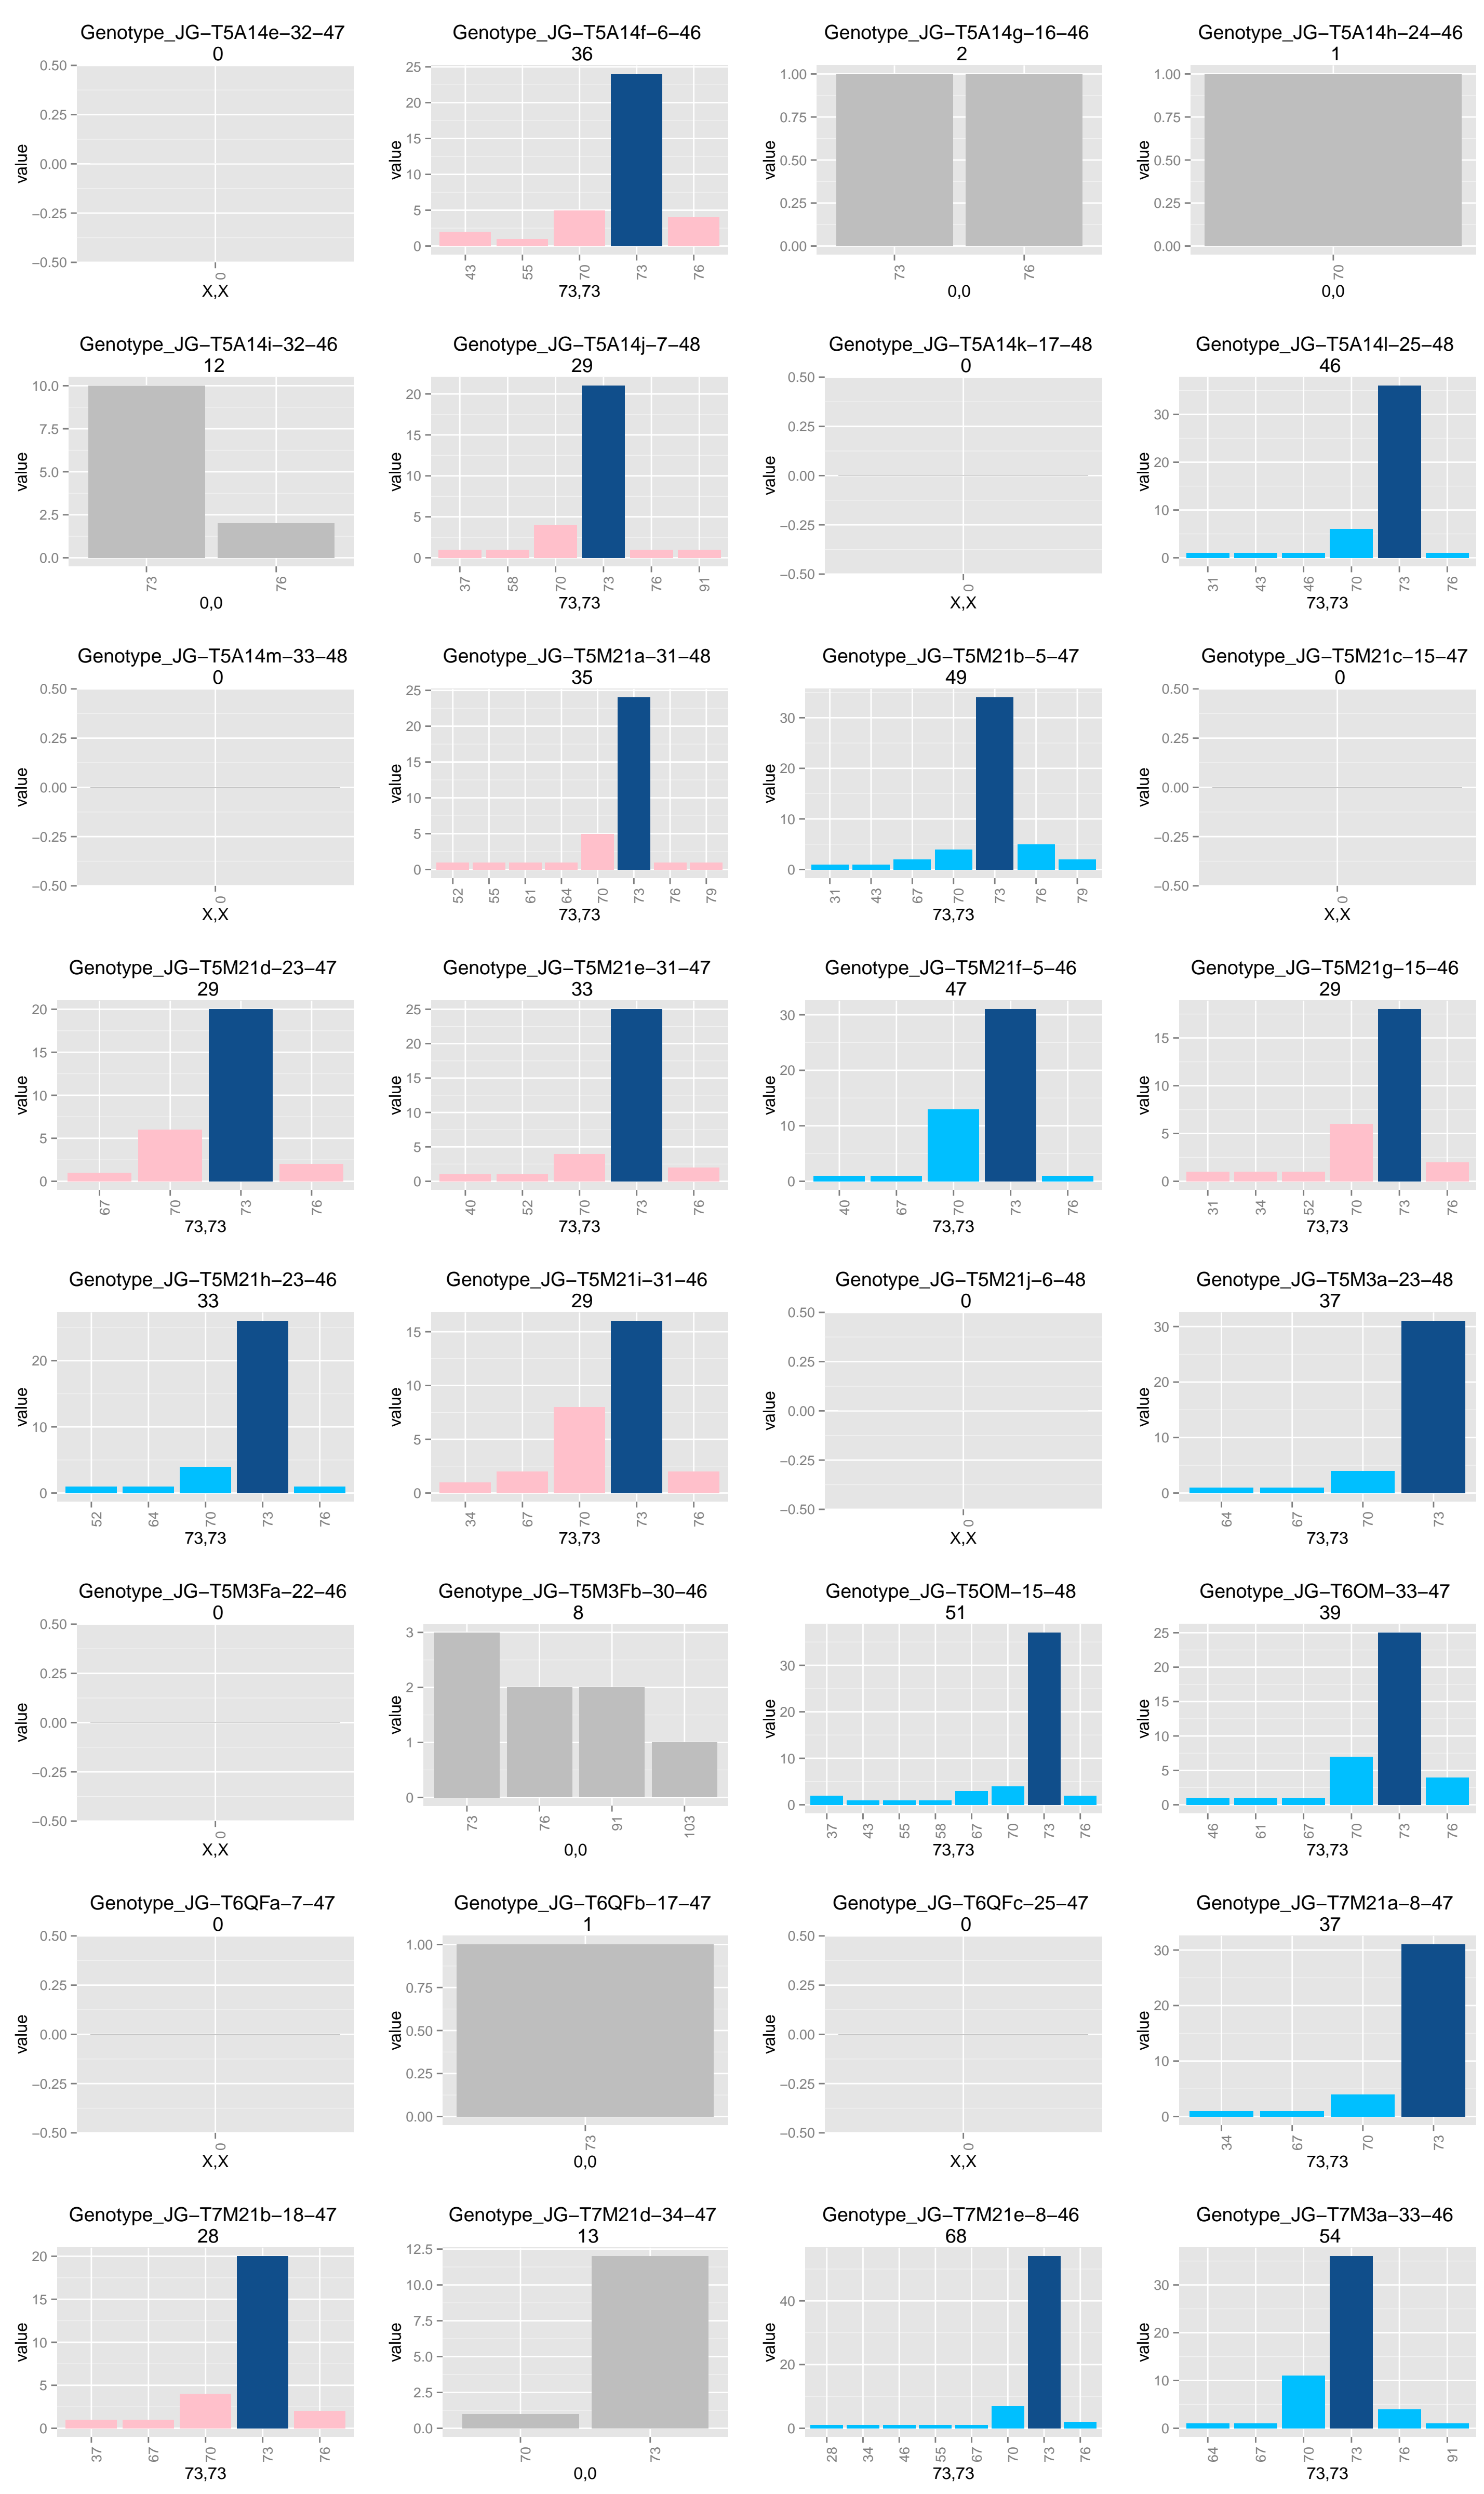 Genotype_JG−T5A14e−32−47
0
0.50
0.25
0.00
−0.25
−0.50
value
0
X,X
Genotype_JG−T5A14f−6−46
36
25
20
15
10
5
0
value
43 55 70 73 76
73,73
Genotype_JG−T5A14g−16−46
2
1.00
0.75
0.50
0.25
0.00
value
73 76
0,0
Genotype_JG−T5A14h−24−46
1
1.00
0.75
0.50
0.25
0.00
value
70
0,0
Genotype_JG−T5A14i−32−46
12
10.0
7.5
5.0
2.5
0.0
value
73 76
0,0
Genotype_JG−T5A14j−7−48
29
20
15
10
5
0
value
37 58 70 73 76 91
73,73
Genotype_JG−T5A14k−17−48
0
0.50
0.25
0.00
−0.25
−0.50
value
0
X,X
Genotype_JG−T5A14l−25−48
46
30
20
10
0
value
31 43 46 70 73 76
73,73
Genotype_JG−T5A14m−33−48
0
0.50
0.25
0.00
−0.25
−0.50
value
0
X,X
Genotype_JG−T5M21a−31−48
35
25
20
15
10
5
0
value
52 55 61 64 70 73 76 79
73,73
Genotype_JG−T5M21b−5−47
49
30
20
10
0
value
31 43 67 70 73 76 79
73,73
Genotype_JG−T5M21c−15−47
0
0.50
0.25
0.00
−0.25
−0.50
value
0
X,X
Genotype_JG−T5M21d−23−47
29
20
15
10
5
0
value
67 70 73 76
73,73
Genotype_JG−T5M21e−31−47
33
25
20
15
10
5
0
value
40 52 70 73 76
73,73
Genotype_JG−T5M21f−5−46
47
30
20
10
0
value
40 67 70 73 76
73,73
Genotype_JG−T5M21g−15−46
29
15
10
5
0
value
31 34 52 70 73 76
73,73
Genotype_JG−T5M21h−23−46
33
20
10
0
value
52 64 70 73 76
73,73
Genotype_JG−T5M21i−31−46
29
15
10
5
0
value
34 67 70 73 76
73,73
Genotype_JG−T5M21j−6−48
0
0.50
0.25
0.00
−0.25
−0.50
value
0
X,X
Genotype_JG−T5M3a−23−48
37
30
20
10
0
value
64 67 70 73
73,73
Genotype_JG−T5M3Fa−22−46
0
0.50
0.25
0.00
−0.25
−0.50
value
0
X,X
Genotype_JG−T5M3Fb−30−46
8
3
2
1
0
value
73 76 91 103
0,0
Genotype_JG−T5OM−15−48
51
30
20
10
0
value
37 43 55 58 67 70 73 76
73,73
Genotype_JG−T6OM−33−47
39
25
20
15
10
5
0
value
46 61 67 70 73 76
73,73
Genotype_JG−T6QFa−7−47
0
0.50
0.25
0.00
−0.25
−0.50
value
0
X,X
Genotype_JG−T6QFb−17−47
1
1.00
0.75
0.50
0.25
0.00
value
73
0,0
Genotype_JG−T6QFc−25−47
0
0.50
0.25
0.00
−0.25
−0.50
value
0
X,X
Genotype_JG−T7M21a−8−47
37
30
20
10
0
value
34 67 70 73
73,73
Genotype_JG−T7M21b−18−47
28
20
15
10
5
0
value
37 67 70 73 76
73,73
Genotype_JG−T7M21d−34−47
13
12.5
10.0
7.5
5.0
2.5
0.0
value
70 73
0,0
Genotype_JG−T7M21e−8−46
68
40
20
0
value
28 34 46 55 67 70 73 76
73,73
Genotype_JG−T7M3a−33−46
54
30
20
10
0
value
64 67 70 73 76 91
73,73